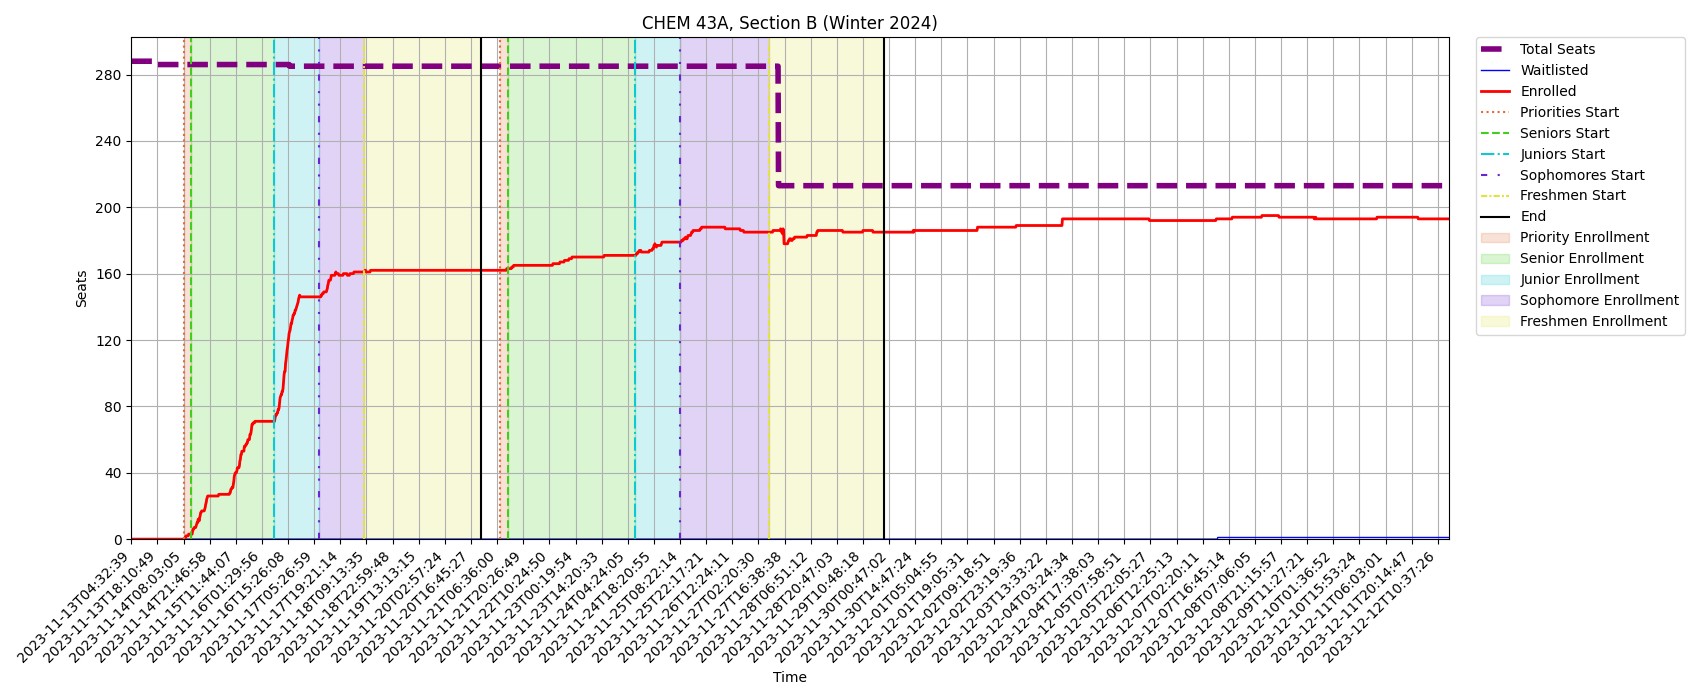 CHEM 43A, Section B (Winter 2024)
280
240
200
160
120
80
40
0
Seats
2023-11-13T04:32:39
2023-11-13T18:10:49
2023-11-14T08:03:05
2023-11-14T21:46:58
2023-11-15T11:44:07
2023-11-16T01:29:56
2023-11-16T15:26:08
2023-11-17T05:26:59
2023-11-17T19:21:14
2023-11-18T09:13:35
2023-11-18T22:59:48
2023-11-19T13:13:15
2023-11-20T02:57:24
2023-11-20T16:45:27
2023-11-21T06:36:00
2023-11-21T20:26:49
2023-11-22T10:24:50
2023-11-23T00:19:54
2023-11-23T14:20:33
2023-11-24T04:24:05
2023-11-24T18:20:55
2023-11-25T08:22:14
2023-11-25T22:17:21
2023-11-26T12:24:11
2023-11-27T02:20:30
2023-11-27T16:38:38
2023-11-28T06:51:12
2023-11-28T20:47:03
2023-11-29T10:48:18
2023-11-30T00:47:02
2023-11-30T14:47:24
2023-12-01T05:04:55
2023-12-01T19:05:31
2023-12-02T09:18:51
2023-12-02T23:19:36
2023-12-03T13:33:22
2023-12-04T03:24:34
2023-12-04T17:38:03
2023-12-05T07:58:51
2023-12-05T22:05:27
2023-12-06T12:25:13
2023-12-07T02:20:11
2023-12-07T16:45:14
2023-12-08T07:06:05
2023-12-08T21:15:57
2023-12-09T11:27:21
2023-12-10T01:36:52
2023-12-10T15:53:24
2023-12-11T06:03:01
2023-12-11T20:14:47
2023-12-12T10:37:26
Time
Total Seats
Waitlisted
Enrolled
Priorities Start
Seniors Start
Juniors Start
Sophomores Start
Freshmen Start
End
Priority Enrollment
Senior Enrollment
Junior Enrollment
Sophomore Enrollment
Freshmen Enrollment